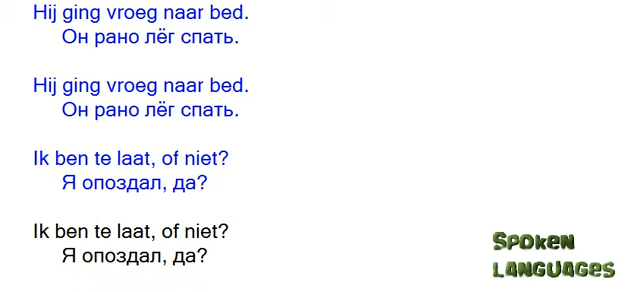 Hij ging vroeg naar bed.
Он рано лёг спать.
Hij ging vroeg naar bed.
Он рано лёг спать.
Ik ben te laat, of niet?
Я опоздал, да?
Ik ben te laat, of niet?
Я опоздал, да?
SPOKEN
LANGUAGES